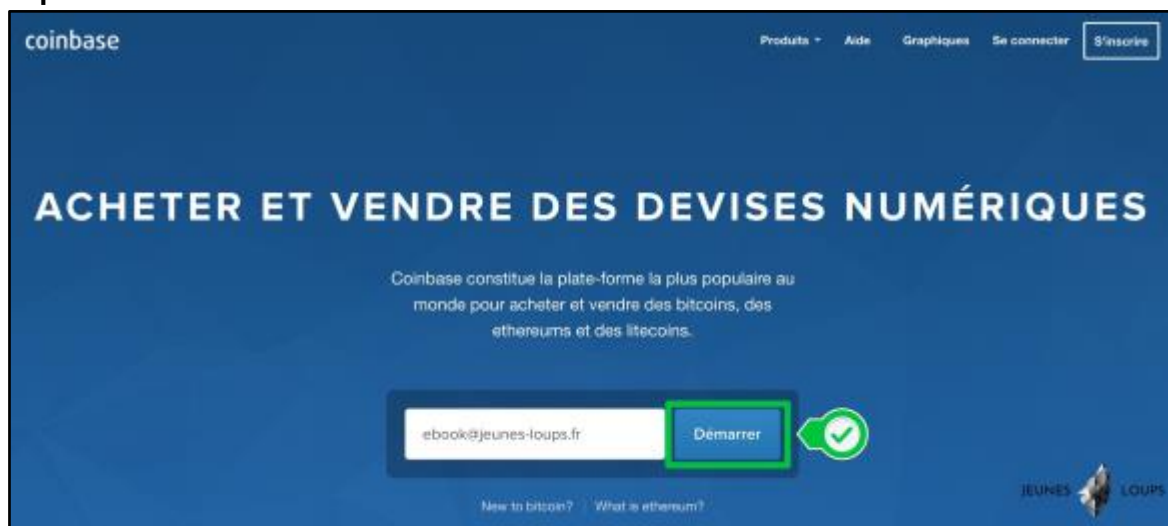 coinbase
Produits Aide Graphiques Se connecter S'inscrire
ACHETER ET VENDRE DES DEVISES NUMÉRIQUES
Coinbase constitue la plate-forme la plus populaire au
monde pour acheter et vendre des bitcoins, des
ethereums et des litecoins.
ebook@jeunes-loups.fr Démarrer
New to bitcoin? | What is ethereum?
JEUNES LOUPS